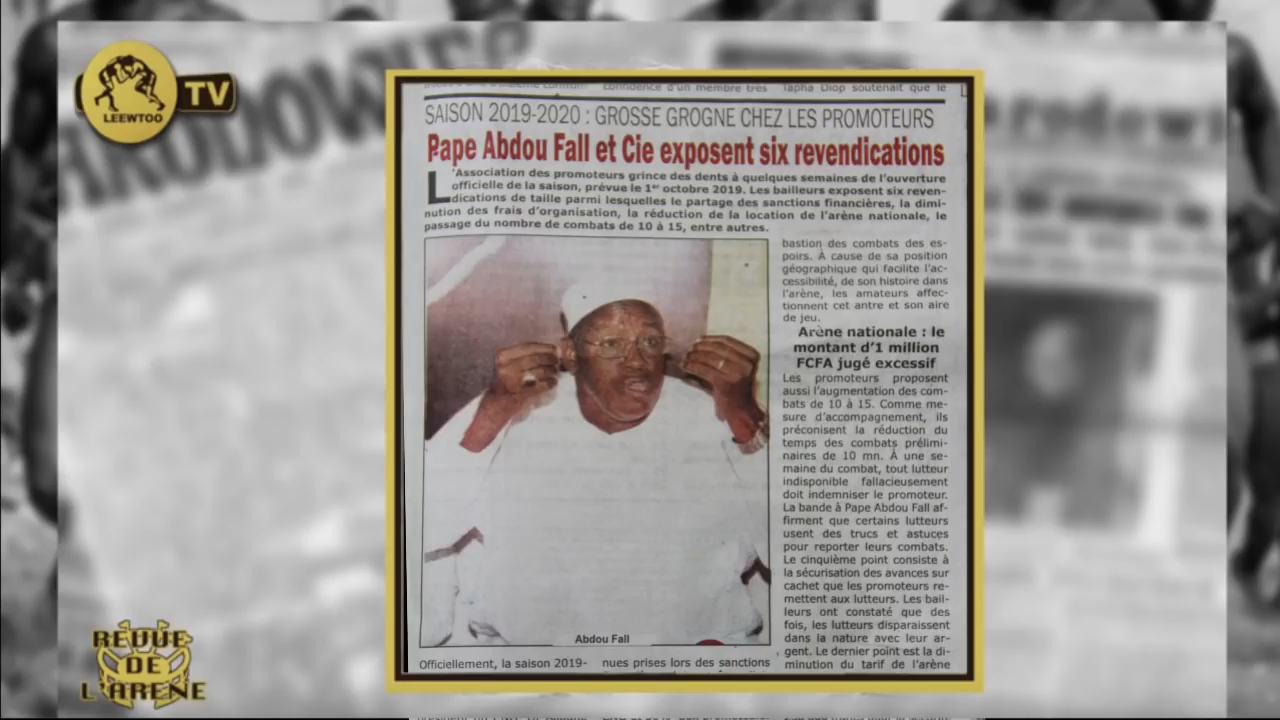 LEEWTOO
TV
confidence d'un membre très
Tapha Diop soutenait que le
SAISON 2019-2020 : GROSSE GROGNE CHEZ LES PROMOTEURS
Pape Abdou Fall et Cie exposent six revendications
L'Association des promoteurs grince des dents à quelques semaines de l'ouverture
officielle de la saison, prévue le 1er octobre 2019. Les bailleurs exposent six reven-
dications de taille parmi lesquelles le partage des sanctions financières, la dimi-
nution des frais d'organisation, la réduction de la location de l'arène nationale, le
passage du nombre de combats de 10 à 15, entre autres.
Abdou Fall
Officiellement, la saison 2019-
nues prises lors des sanctions
bastion des combats des es-
poirs. À cause de sa position
géographique qui facilite l'ac-
cessibilité, de son histoire dans
l'arène, les amateurs affec-
tionnent cet antre et son aire
de jeu.
Arène nationale : le
montant d'1 million
FCFA jugé excessif
Les promoteurs proposent
aussi l'augmentation des com-
bats de 10 à 15. Comme me-
sure d'accompagnement, ils
préconisent la réduction du
temps des combats prélimi-
naires de 10 mn. À une se-
maine du combat, tout lutteur
indisponible fallacieusement
doit indemniser le promoteur.
La bande à Pape Abdou Fall af-
firment que certains lutteurs
usent des trucs et astuces
pour reporter leurs combats.
Le cinquième point consiste à
la sécurisation des avances sur
cachet que les promoteurs re-
mettent aux lutteurs. Les bail-
leurs ont constaté que des
fois, les lutteurs disparaissent
dans la nature avec leur ar-
gent. Le dernier point est la di-
minution du tarif de l'arène
REVUE
DE
L'ARÈNE